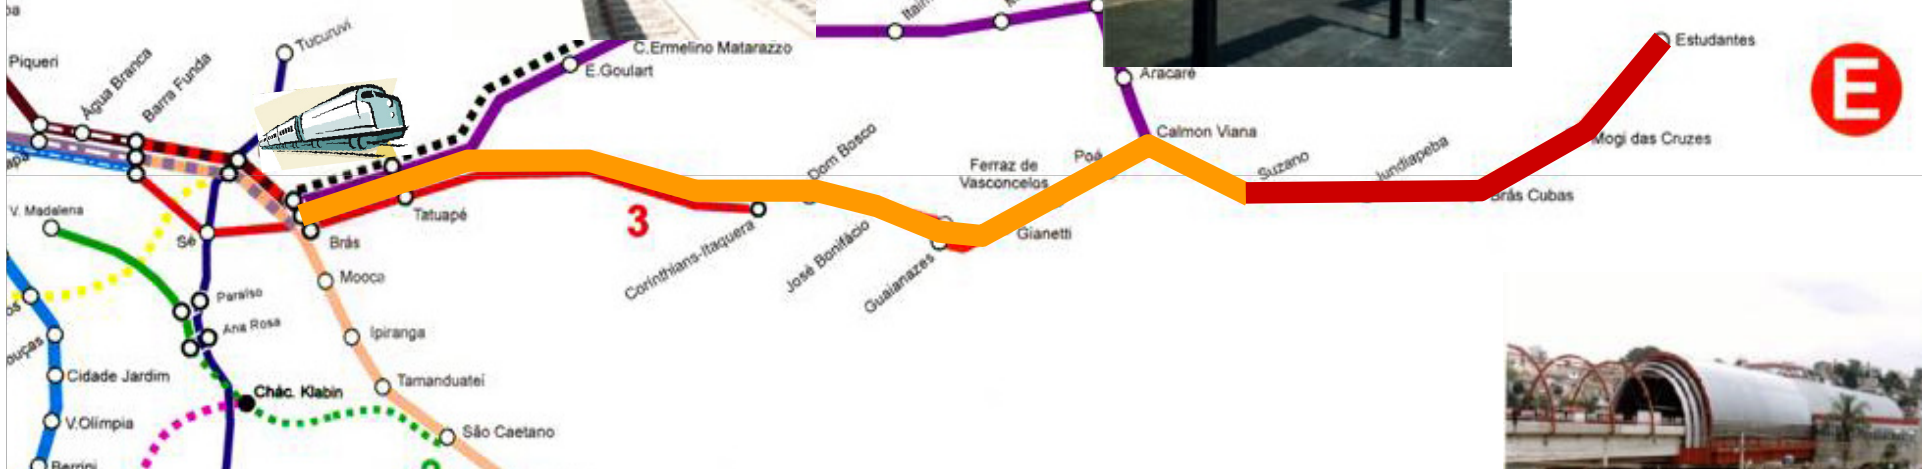 Piqueri
Água Branca
Barra Funda
Tucuruvi
C.Ermelino Matarazzo
E.Goulart
Aracaré
Calmon Viana
Estudantes
E
Mogi das Cruzes
Suzano
Jundiapeba
Brás Cubas
Poá
Ferraz de
Vasconcelos
Gianetti
Dom Bosco
José Bonifácio
Guaianazes
Corinthians-Itaquera
3
Tatuapé
Brás
Sé
V. Madalena
Mooca
Paraíso
Ana Rosa
Ipiranga
Cidade Jardim
Chác. Klabin
Tamanduateí
V.Olímpia
São Caetano
Berrini